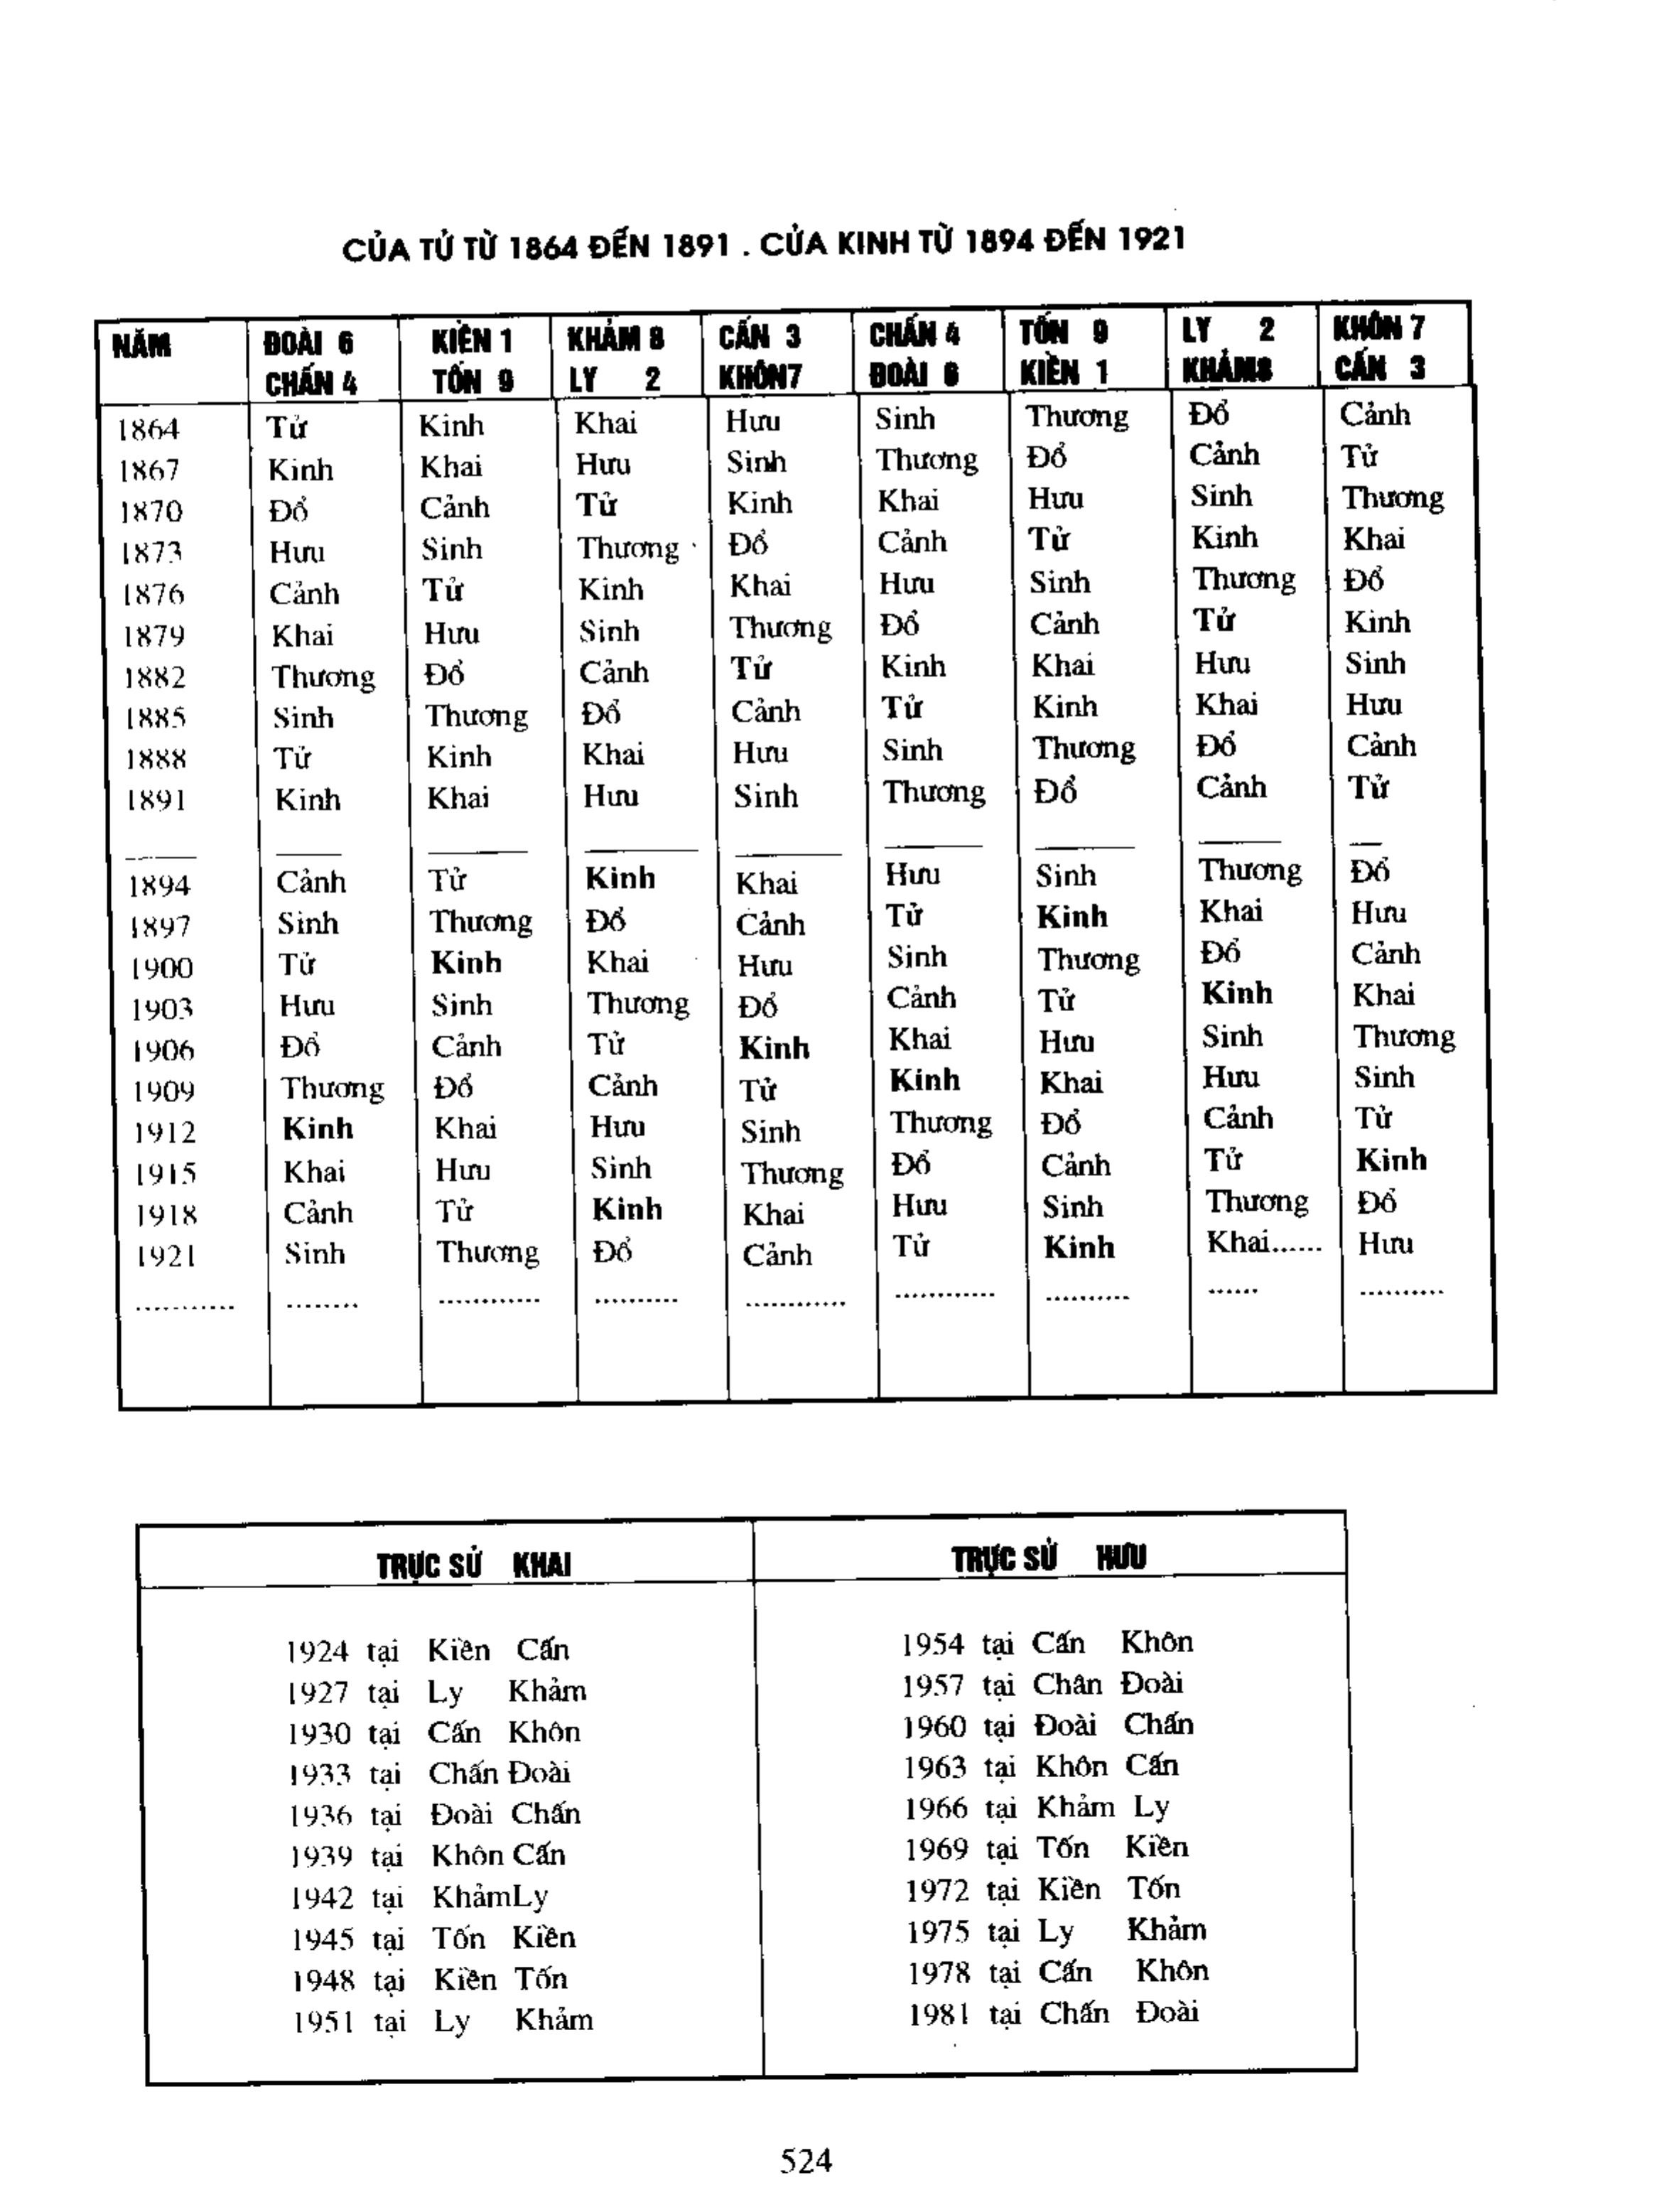 CỦA TỬ TỪ 1864 ĐẾN 1891 . CỬA KINH TỪ 1894 ĐẾN 1921
NĂM ĐOÀI 6 KIỀN 1 KHẢM 8 CẤN 3 CHẤN 4 TỐN 9 LY 2 KHÔN 7
CHẤN 4 TỐN 9 LY 2 KHÔN7 ĐOÀI 6 KIỀN 1 KHẢM8 CẤN 3
1864 Tử Kinh Khai Hưu Sinh Thương Đổ Cảnh
1867 Kinh Khai Hưu Sinh Thương Đổ Cảnh Tử
1870 Đổ Cảnh Tử Kinh Khai Hưu Sinh Thương
1873 Hưu Sinh Thương Đổ Cảnh Tử Kinh Khai
1876 Cảnh Tử Kinh Khai Hưu Sinh Thương Đổ
1879 Khai Hưu Sinh Thương Đổ Cảnh Tử Kinh
1882 Thương Đổ Cảnh Tử Kinh Khai Hưu Sinh
1885 Sinh Thương Đổ Cảnh Tử Kinh Khai Hưu
1888 Tử Kinh Khai Hưu Sinh Thương Đổ Cảnh
1891 Kinh Khai Hưu Sinh Thương Đổ Cảnh Tử
1894 Cảnh Tử Kinh Khai Hưu Sinh Thương Đổ
1897 Sinh Thương Đổ Cảnh Tử Kinh Khai Hưu
1900 Tử Kinh Khai Hưu Sinh Thương Đổ Cảnh
1903 Hưu Sinh Thương Đổ Cảnh Tử Kinh Khai
1906 Đổ Cảnh Tử Kinh Khai Hưu Sinh Thương
1909 Thương Đổ Cảnh Tử Kinh Khai Hưu Sinh
1912 Kinh Khai Hưu Sinh Thương Đổ Cảnh Tử
1915 Khai Hưu Sinh Thương Đổ Cảnh Tử Kinh
1918 Cảnh Tử Kinh Khai Hưu Sinh Thương Đổ
1921 Sinh Thương Đổ Cảnh Tử Kinh Khai...... Hưu
............ ........ ............ .......... ............ ............ .......... ...... ..........
TRỰC SỬ KHAI
1924 tại Kiền Cấn
1927 tại Ly Khảm
1930 tại Cấn Khôn
1933 tại Chấn Đoài
1936 tại Đoài Chấn
1939 tại Khôn Cấn
1942 tại KhảmLy
1945 tại Tốn Kiền
1948 tại Kiền Tốn
1951 tại Ly Khảm
TRỰC SỬ HƯU
1954 tại Cấn Khôn
1957 tại Chân Đoài
1960 tại Đoài Chấn
1963 tại Khôn Cấn
1966 tại Khảm Ly
1969 tại Tốn Kiền
1972 tại Kiền Tốn
1975 tại Ly Khảm
1978 tại Cấn Khôn
1981 tại Chấn Đoài
524